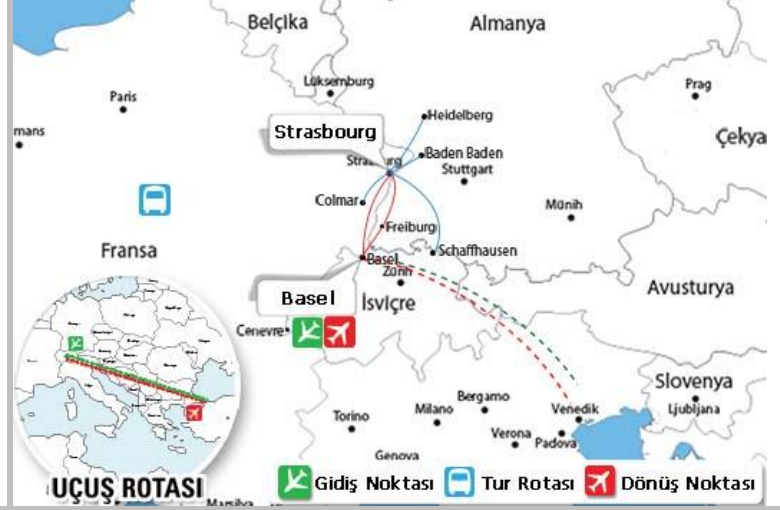 Belçika
Almanya
Lüksemburg
Prag
Paris
Heidelberg
Strasbourg
mans
Çekya
Baden Baden
Stuttgart
Colmar
Münih
Freiburg
Fransa
Schaffhausen
Basel
Zürih
Avusturya
Basel
İsviçre
Cenevre
Slovenya
Bergamo
Torino
Milano
Venedik
Ljubljana
Verona
Padova
Genova
UÇUŞ ROTASI
Gidiş Noktası
Tur Rotası
Dönüş Noktası